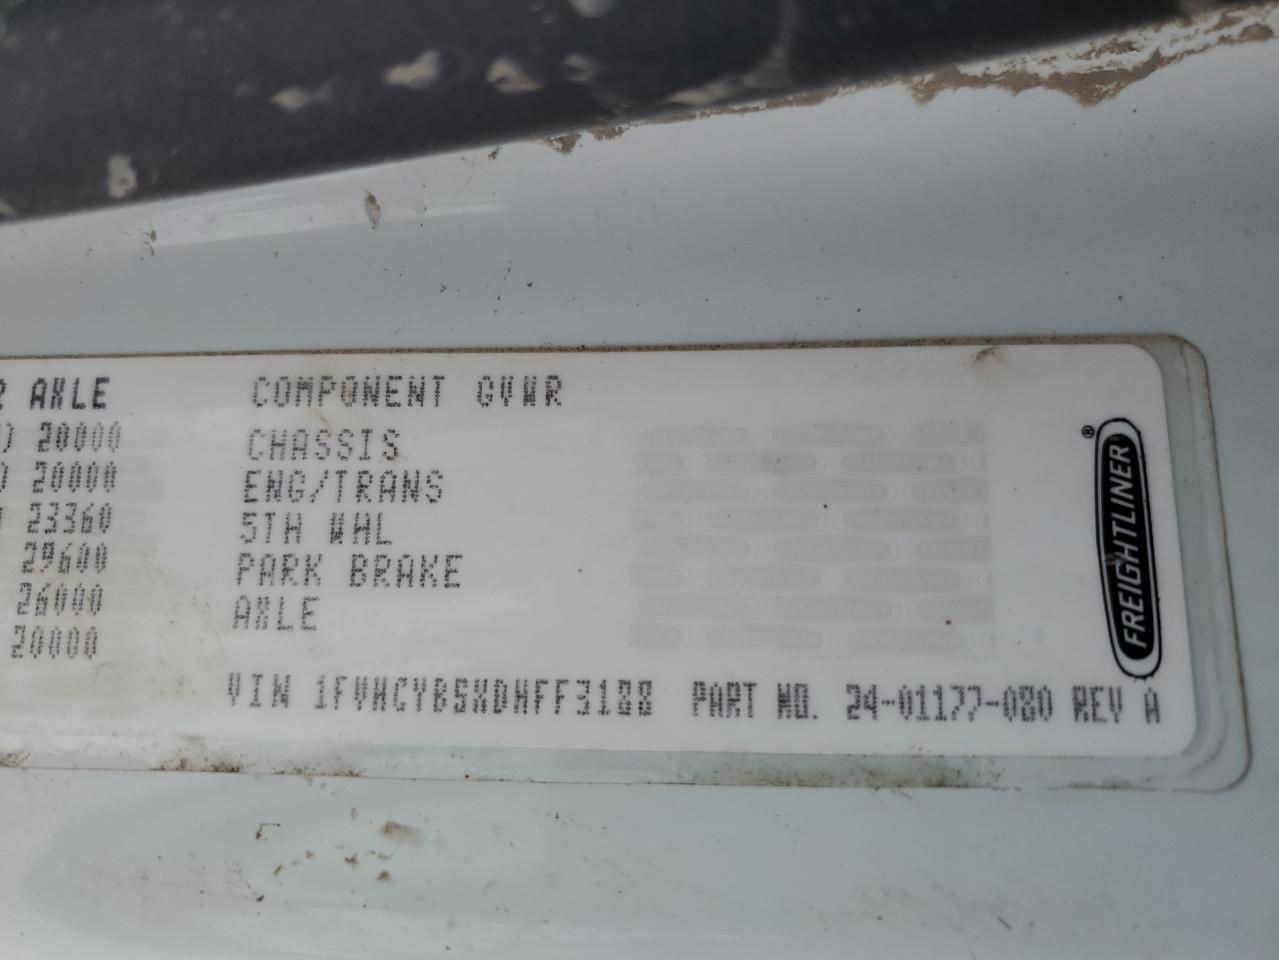 R AXLE COMPONENT GVWR
) 20000 CHASSIS
) 20000 ENG/TRANS
23360 5TH WHL
29600 PARK BRAKE
26000 AXLE
20000
VIN 1FVHCYBSXDHFF3188 PART NO. 24-01177-080 REV A
FREIGHTLINER ®